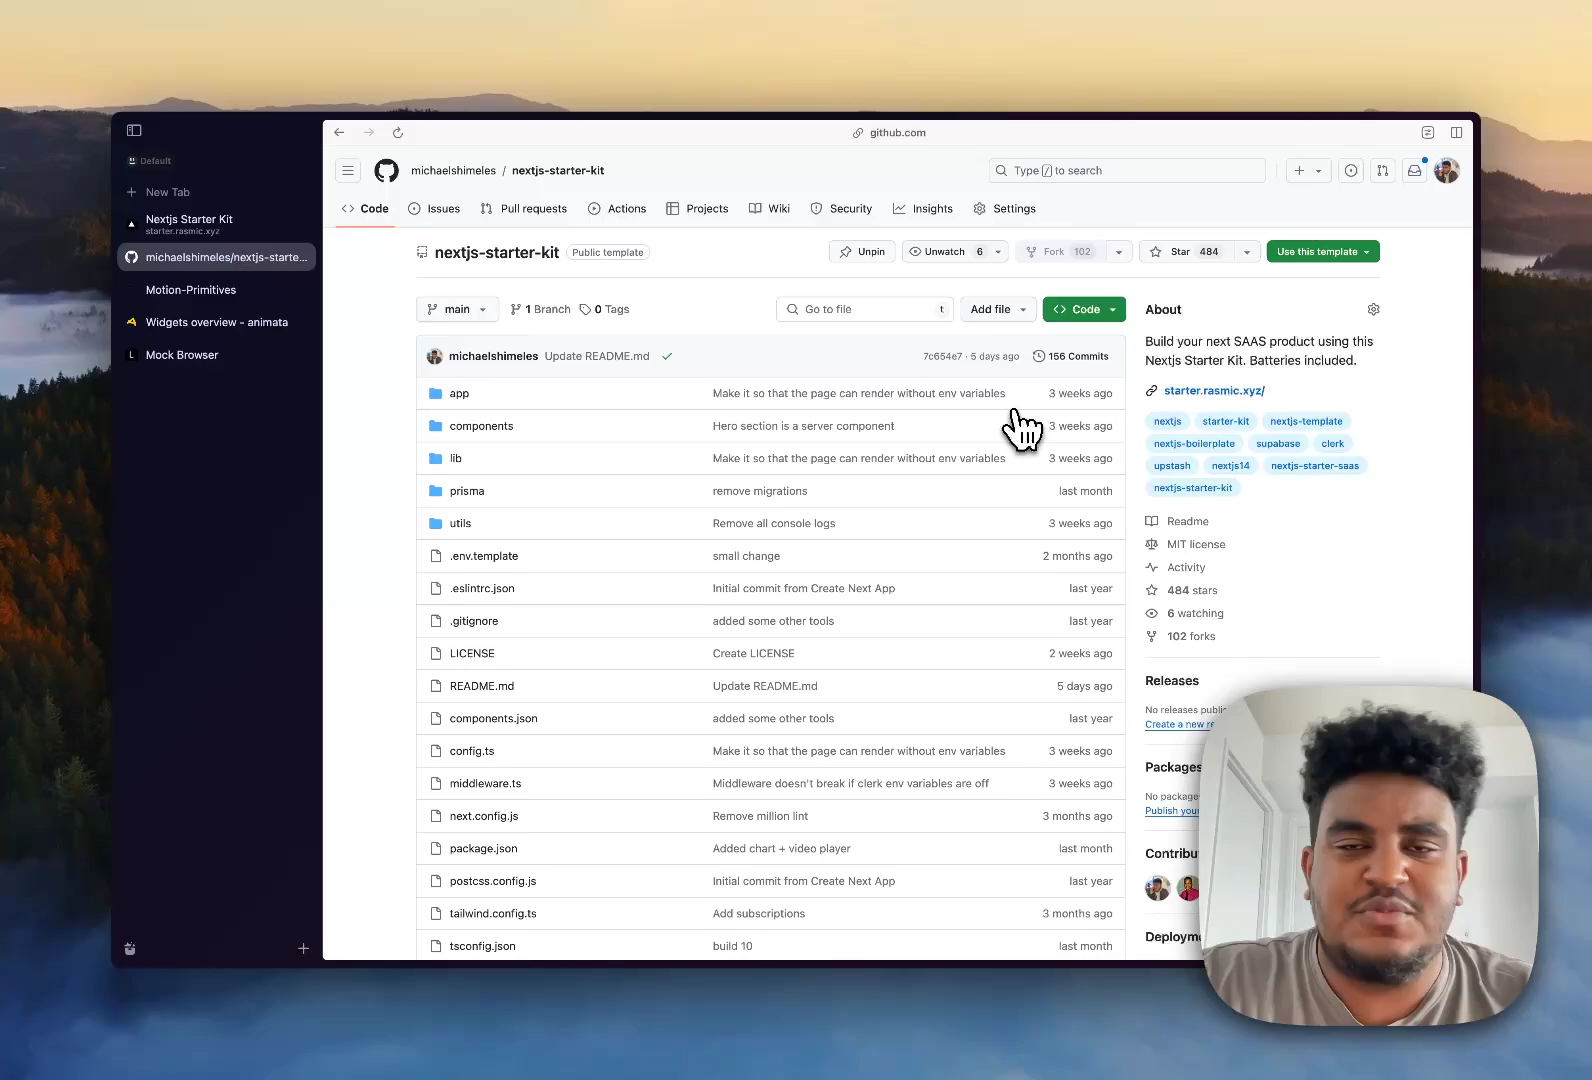 Default
New Tab
Nextjs Starter Kit
starter.rasmic.xyz
michaelshimeles/nextjs-starte...
Motion-Primitives
Widgets overview - animata
L Mock Browser
github.com
michaelshimeles / nextjs-starter-kit
Type / to search
Code Issues Pull requests Actions Projects Wiki Security Insights Settings
nextjs-starter-kit Public template
Unpin Unwatch 6 Fork 102 Star 484 Use this template
main 1 Branch 0 Tags Go to file t Add file Code
michaelshimeles Update README.md 7c654e7 · 5 days ago 156 Commits
app Make it so that the page can render without env variables 3 weeks ago
components Hero section is a server component 3 weeks ago
lib Make it so that the page can render without env variables 3 weeks ago
prisma remove migrations last month
utils Remove all console logs 3 weeks ago
.env.template small change 2 months ago
.eslintrc.json Initial commit from Create Next App last year
.gitignore added some other tools last year
LICENSE Create LICENSE 2 weeks ago
README.md Update README.md 5 days ago
components.json added some other tools last year
config.ts Make it so that the page can render without env variables 3 weeks ago
middleware.ts Middleware doesn't break if clerk env variables are off 3 weeks ago
next.config.js Remove million lint 3 months ago
package.json Added chart + video player last month
postcss.config.js Initial commit from Create Next App last year
tailwind.config.ts Add subscriptions 3 months ago
tsconfig.json build 10 last month
About
Build your next SAAS product using this
Nextjs Starter Kit. Batteries included.
starter.rasmic.xyz/
nextjs starter-kit nextjs-template
nextjs-boilerplate supabase clerk
upstash nextjs14 nextjs-starter-saas
nextjs-starter-kit
Readme
MIT license
Activity
484 stars
6 watching
102 forks
Releases
No releases publi
Create a new re
Packages
No package
Publish your
Contribu
Deploym